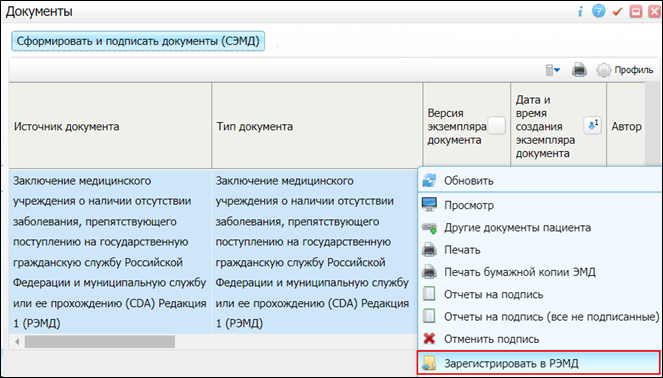 Документы
Сформировать и подписать документы (СЭМД)
Профиль
Источник документа
Тип документа
Версия
экземпляра
документа
Дата и
время
создания
экземпляра
документа
1
Автор
Заключение медицинского
учреждения о наличии отсутствии
заболевания, препятствующего
поступлению на государственную
гражданскую службу Российской
Федерации и муниципальную службу
или ее прохождению (CDA) Редакция
1 (РЭМД)
Заключение медицинского
учреждения о наличии отсутствии
заболевания, препятствующего
поступлению на государственную
гражданскую службу Российской
Федерации и муниципальную службу
или ее прохождению (CDA) Редакция
1 (РЭМД)
Обновить
Просмотр
Другие документы пациента
Печать
Печать бумажной копии ЭМД
Отчеты на подпись
Отчеты на подпись (все не подписанные)
Отменить подпись
Зарегистрировать в РЭМД